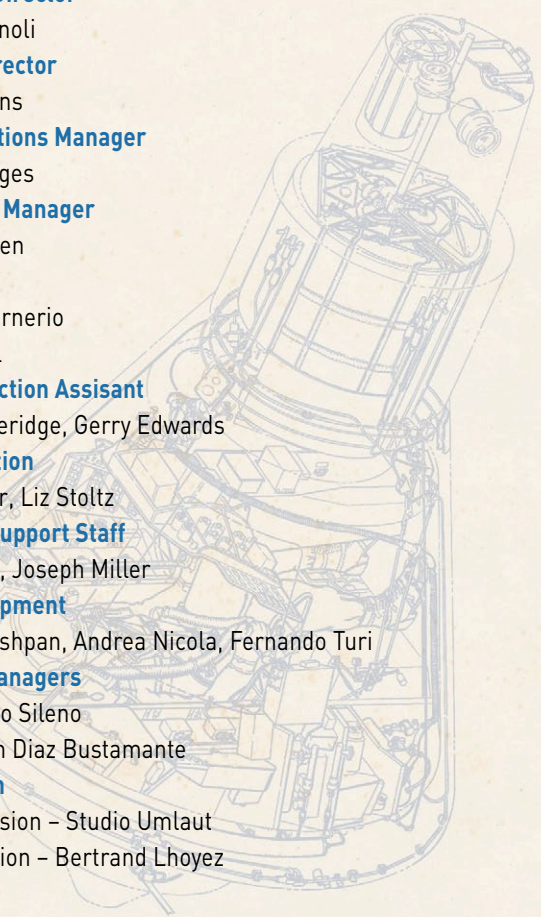 irector
noli
rector
ns
tions Manager
ges
Manager
en
rnerio
ction Assisant
eridge, Gerry Edwards
tion
r, Liz Stoltz
upport Staff
, Joseph Miller
pment
shpan, Andrea Nicola, Fernando Turi
anagers
o Sileno
n Diaz Bustamante
n
sion – Studio Umlaut
ion – Bertrand Lhoyez